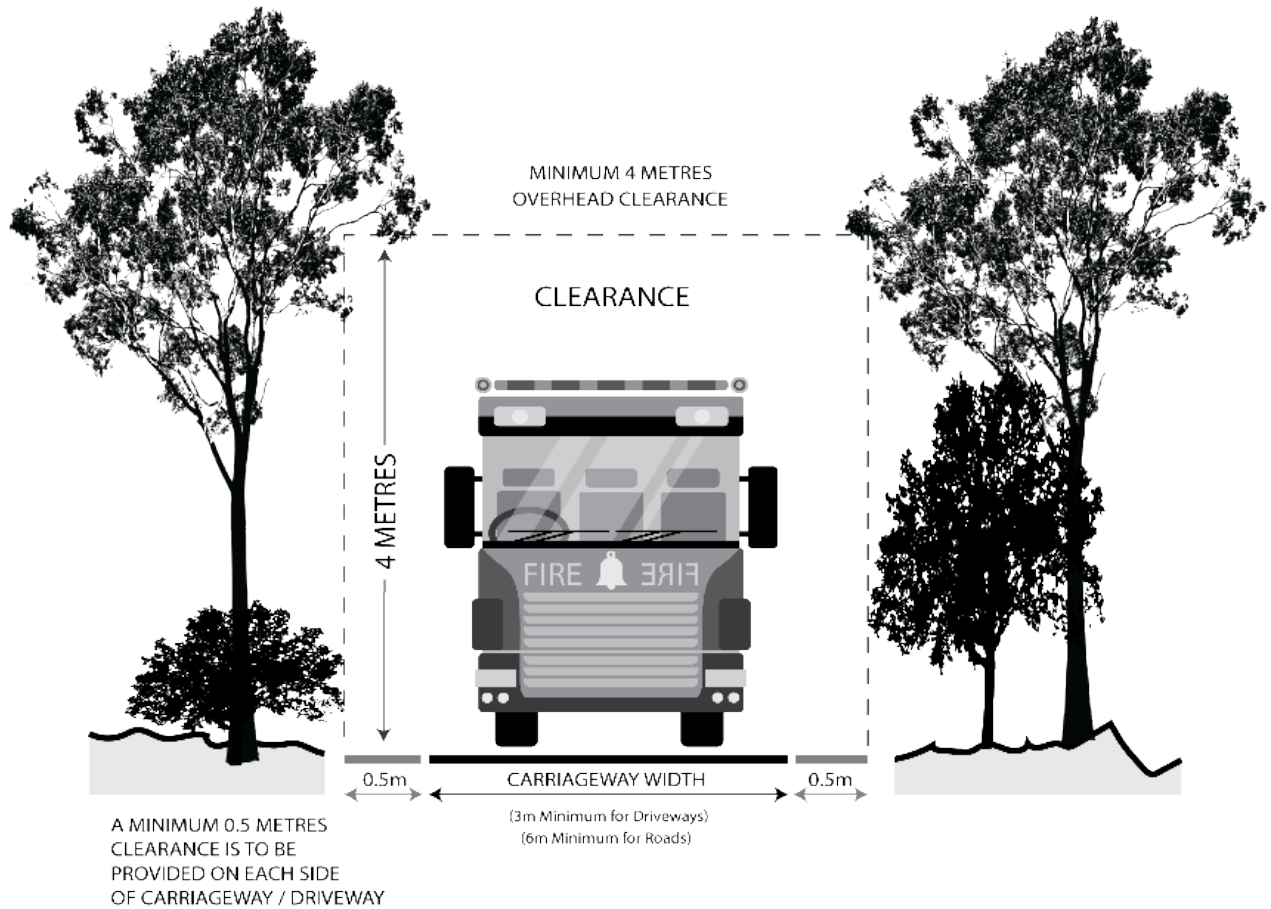 MINIMUM 4 METRES
OVERHEAD CLEARANCE
CLEARANCE
4 METRES
FIRE FIRE
0.5m
CARRIAGEWAY WIDTH
0.5m
(3m Minimum for Driveways)
(6m Minimum for Roads)
A MINIMUM 0.5 METRES
CLEARANCE IS TO BE
PROVIDED ON EACH SIDE
OF CARRIAGEWAY / DRIVEWAY